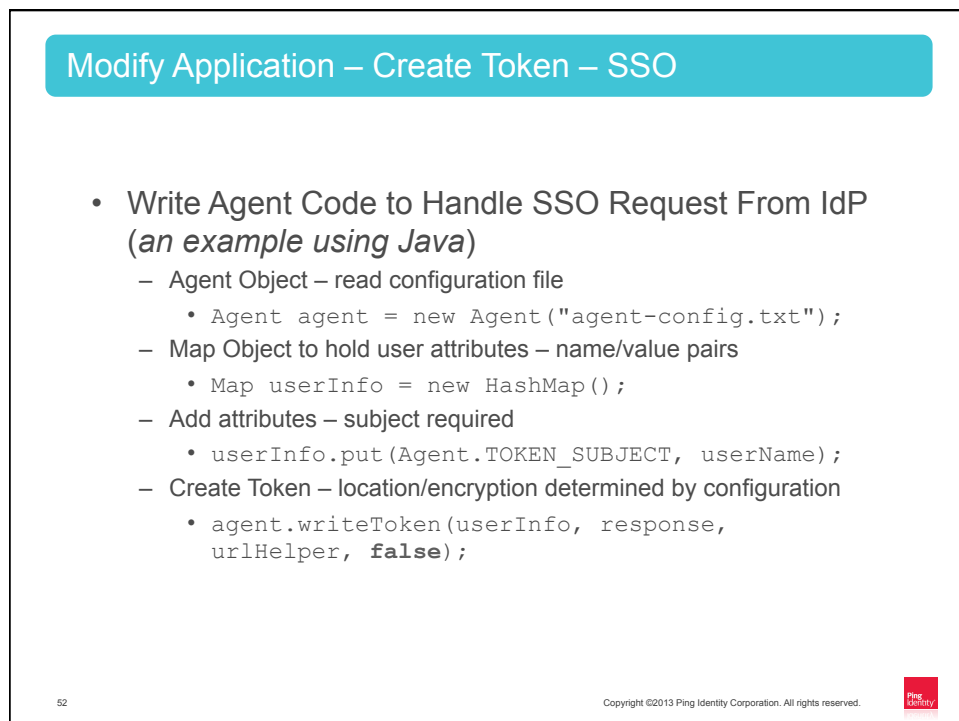 Modify Application – Create Token – SSO
• Write Agent Code to Handle SSO Request From IdP
(an example using Java)
– Agent Object – read configuration file
• Agent agent = new Agent("agent-config.txt");
– Map Object to hold user attributes – name/value pairs
• Map userInfo = new HashMap();
– Add attributes – subject required
• userInfo.put(Agent.TOKEN_SUBJECT, userName);
– Create Token – location/encryption determined by configuration
• agent.writeToken(userInfo, response,
urlHelper, false);
52
Copyright ©2013 Ping Identity Corporation. All rights reserved.
Ping
Identity